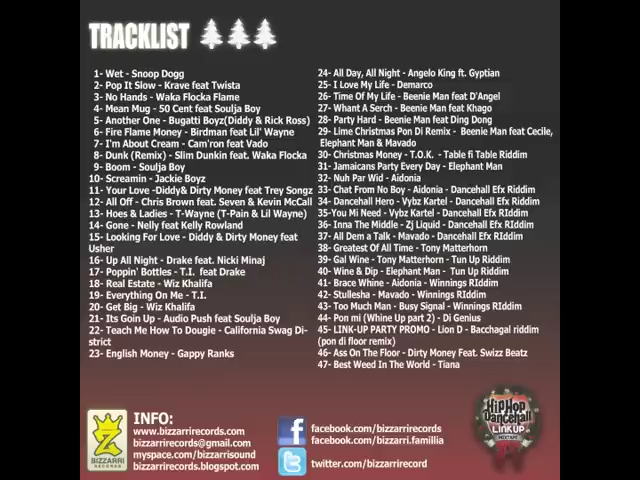 TRACKLIST
1- Wet - Snoop Dogg
2- Pop It Slow - Krave feat Twista
3- No Hands - Waka Flocka Flame
4- Mean Mug - 50 Cent feat Soulja Boy
5- Another One - Bugatti Boyz(Diddy & Rick Ross)
6- Fire Flame Money - Birdman feat Lil' Wayne
7- I'm About Cream - Cam'ron feat Vado
8- Dunk (Remix) - Slim Dunkin feat. Waka Flocka
9- Boom - Soulja Boy
10- Screamin - Jackie Boyz
11- Your Love -Diddy& Dirty Money feat Trey Songz
12- All Off - Chris Brown feat. Seven & Kevin McCall
13- Hoes & Ladies - T-Wayne (T-Pain & Lil Wayne)
14- Gone - Nelly feat Kelly Rowland
15- Looking For Love - Diddy & Dirty Money feat
Usher
16- Up All Night - Drake feat. Nicki Minaj
17- Poppin' Bottles - T.I. feat Drake
18- Real Estate - Wiz Khalifa
19- Everything On Me - T.I.
20- Get Big - Wiz Khalifa
21- Its Goin Up - Audio Push feat Soulja Boy
22- Teach Me How To Dougie - California Swag Di-
strict
23- English Money - Gappy Ranks
24- All Day, All Night - Angelo King ft. Gyptian
25- I Love My Life - Demarco
26- Time Of My Life - Beenie Man feat D'Angel
27- Whant A Serch - Beenie Man feat Khago
28- Party Hard - Beenie Man feat Ding Dong
29- Lime Christmas Pon Di Remix - Beenie Man feat Cecile,
Elephant Man & Mavado
30- Christmas Money - T.O.K. - Table fi Table Riddim
31- Jamaicans Party Every Day - Elephant Man
32- Nuh Par Wid - Aidonia
33- Chat From No Boy - Aidonia - Dancehall Efx Riddim
34- Dancehall Hero - Vybz Kartel - Dancehall Efx RIddim
35-You Mi Need - Vybz Kartel - Dancehall Efx RIddim
36- Inna The Middle - Zj Liquid - Dancehall Efx RIddim
37- All Dem a Talk - Mavado - Dancehall Efx RIddim
38- Greatest Of All Time - Tony Matterhorn
39- Gal Wine - Tony Matterhorn - Tun Up Riddim
40- Wine & Dip - Elephant Man - Tun Up Riddim
41- Brace Whine - Aidonia - Winnings RIddim
42- Stullesha - Mavado - Winnings RIddim
43- Too Much Man - Busy Signal - Winnings RIddim
44- Pon mi (Whine Up part 2) - Di Genius
45- LINK-UP PARTY PROMO - Lion D - Bacchagal riddim
(pon di floor remix)
46- Ass On The Floor - Dirty Money Feat. Swizz Beatz
47- Best Weed In The World - Tiana
BIZZARRI
RECORDS
INFO:
www.bizzarrirecords.com
bizzarrirecords@gmail.com
myspace.com/bizzarrisound
bizzarrirecords.blogspot.com
facebook.com/bizzarrirecords
facebook.com/bizzarri.famillia
twitter.com/bizzarrirecord
HipHop
Dancehall
LINKUP
MIXTAPE